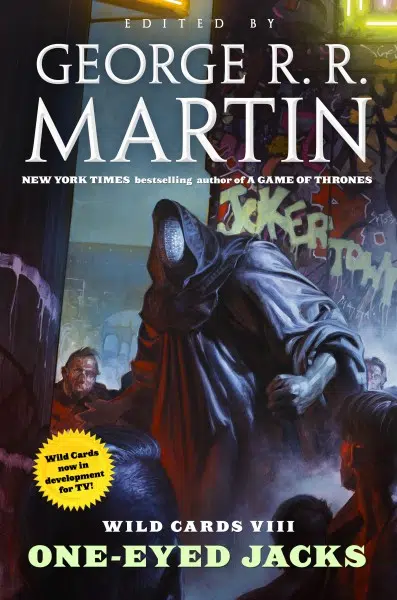 EDITED BY
GEORGE R. R.
MARTIN
NEW YORK TIMES bestselling author of A GAME OF THRONES
JOKER
TOWN
Wild Cards
now in
development
for TV!
WILD CARDS VIII
ONE-EYED JACKS